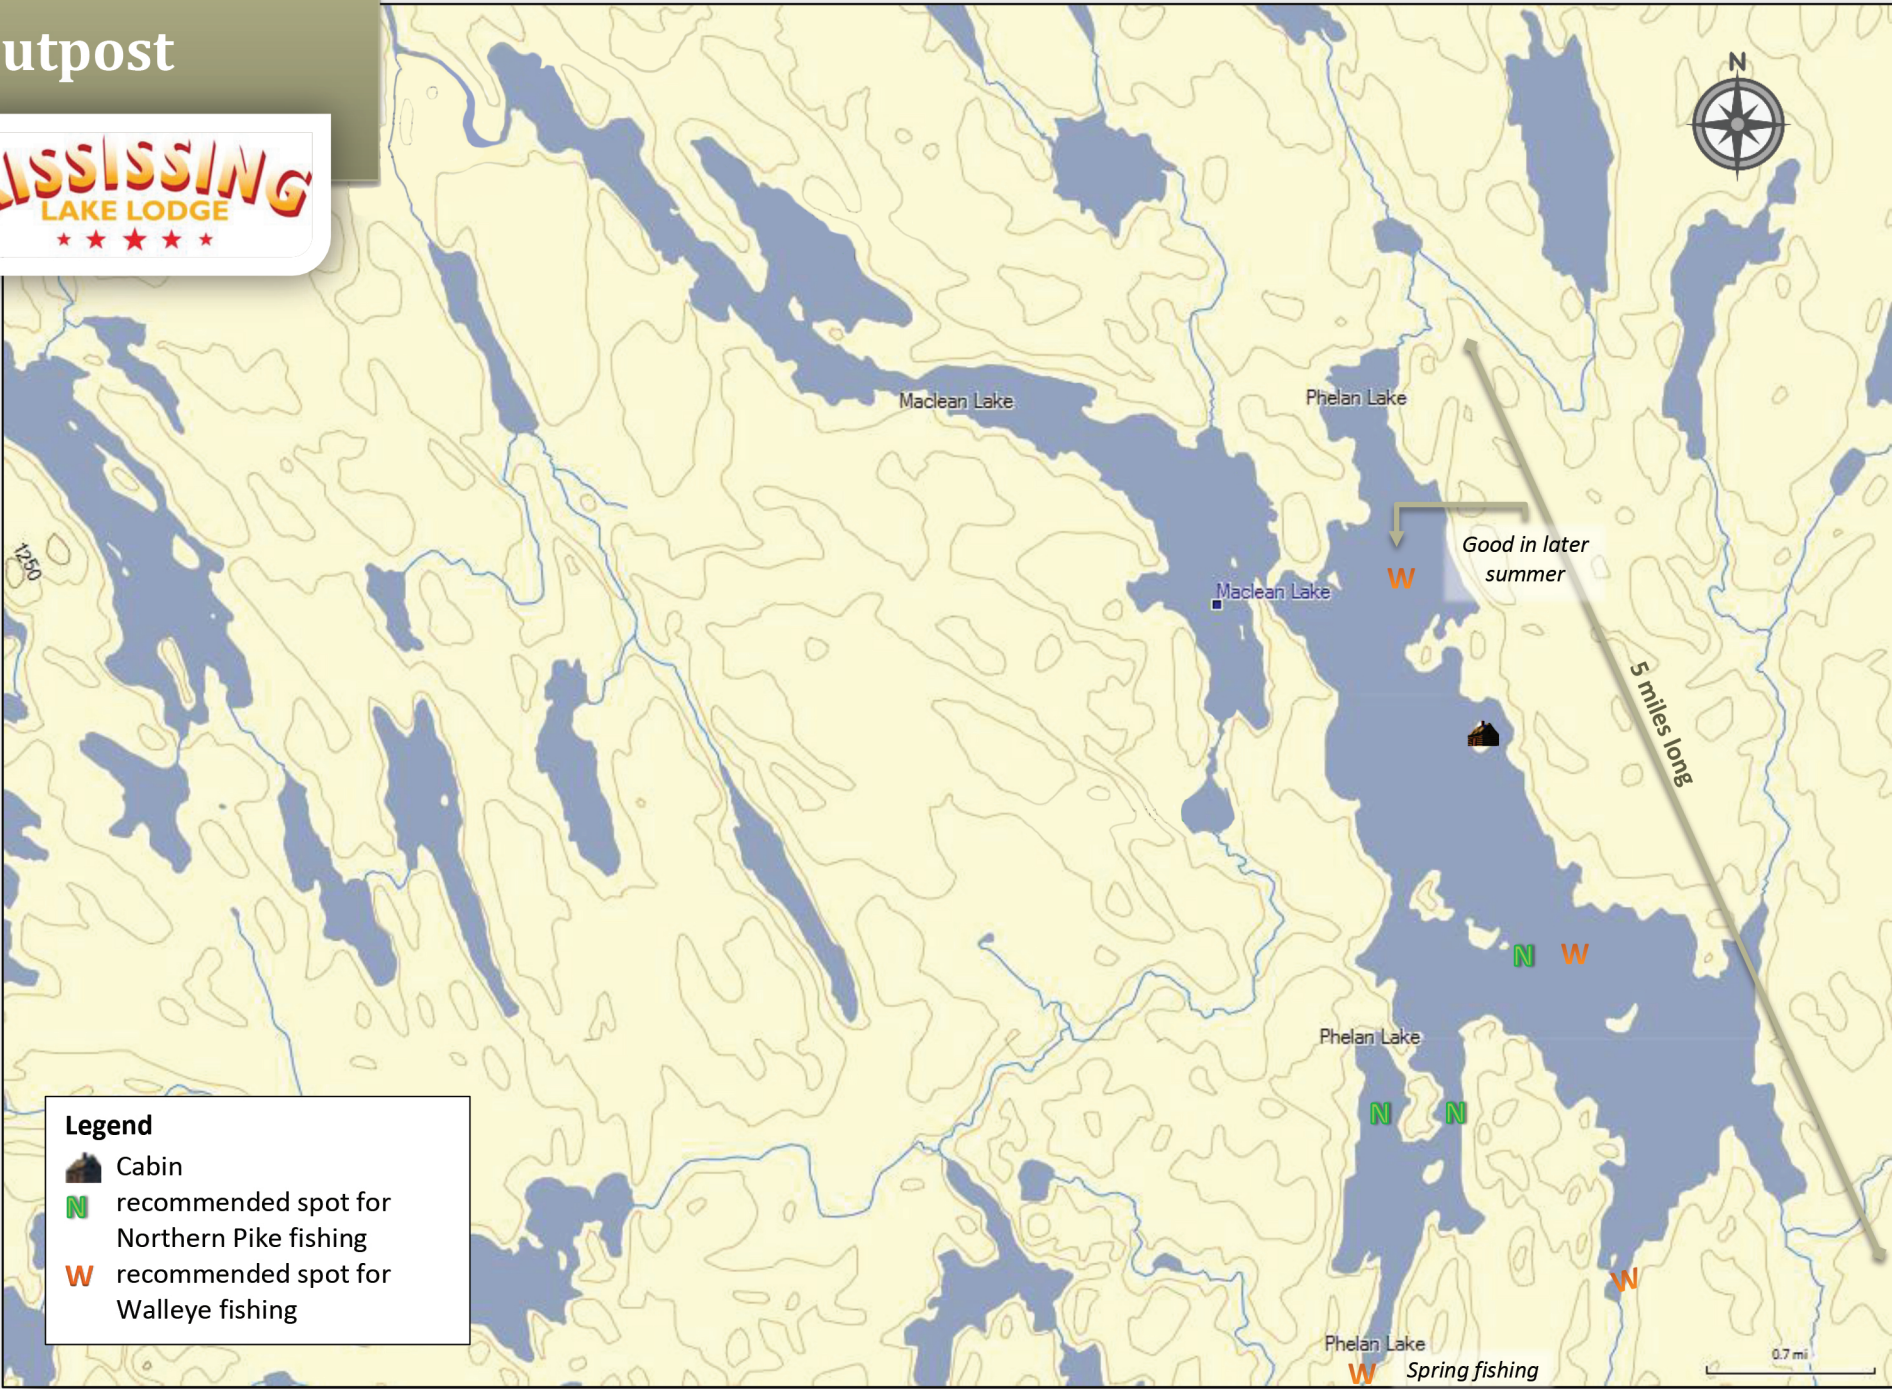 utpost
ISSISSING
LAKE LODGE
N
Maclean Lake
Phelan Lake
W
Good in later
summer
Maclean Lake
1250
5 miles long
N W
Phelan Lake
N N
W
Phelan Lake
W Spring fishing
0.7 mi
Legend
Cabin
N recommended spot for
Northern Pike fishing
W recommended spot for
Walleye fishing